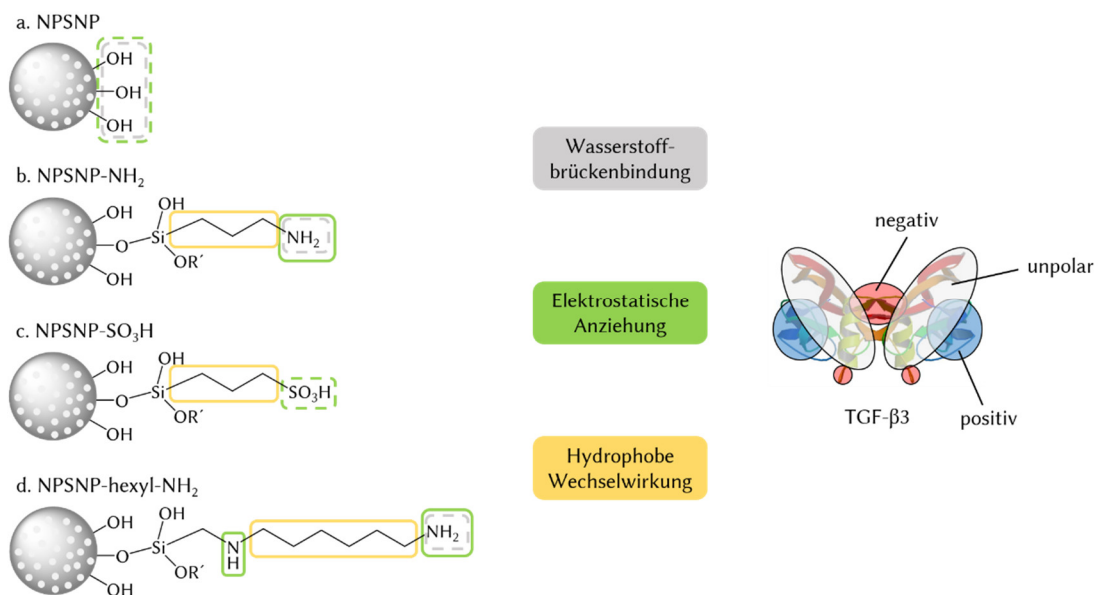 a. NPSNP
OH
OH
OH
b. NPSNP-NH₂
OH
OH
O
Si
NH₂
OR´
OH
c. NPSNP-SO₃H
OH
OH
O
Si
SO₃H
OR´
OH
d. NPSNP-hexyl-NH₂
OH
OH
O
Si
N
H
NH₂
OR´
OH
Wasserstoff-
brückenbindung
Elektrostatische
Anziehung
Hydrophobe
Wechselwirkung
negativ
unpolar
TGF-β3
positiv